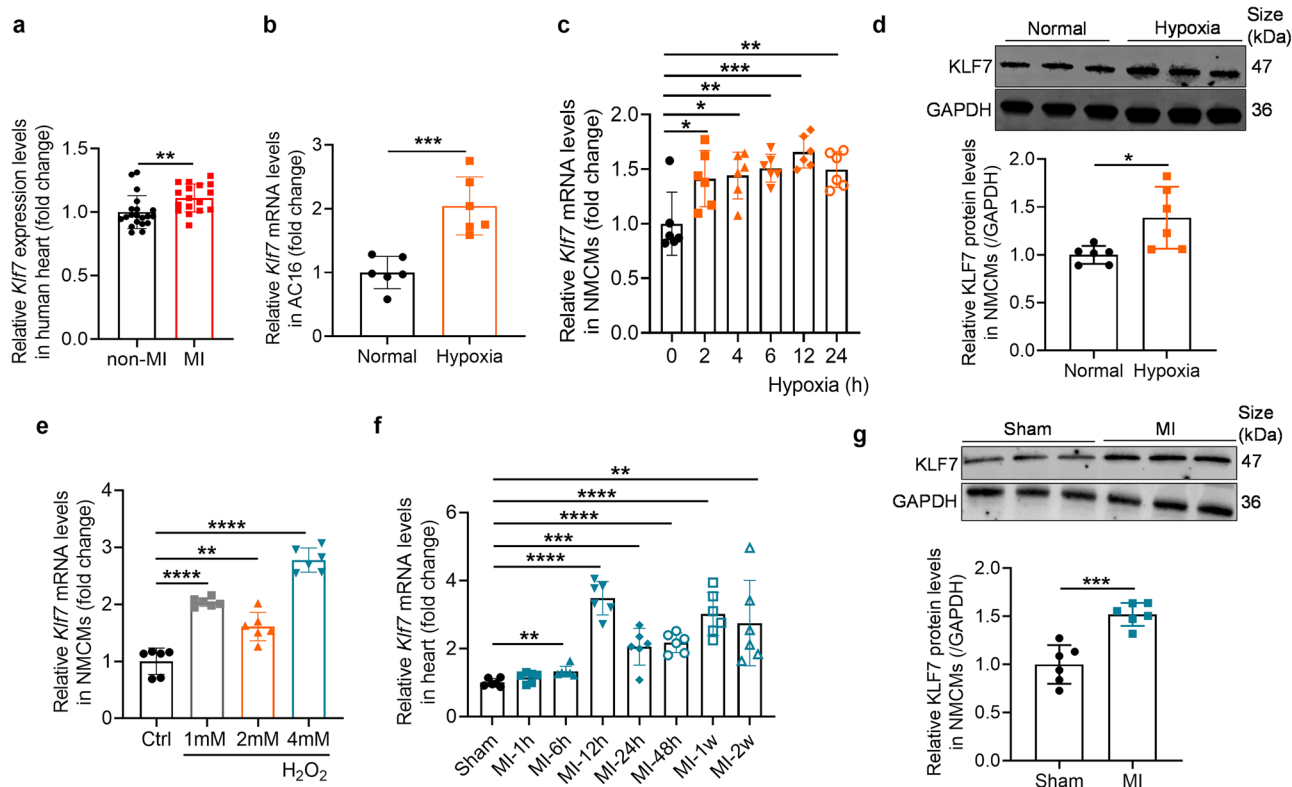 a
Relative Klf7 expression levels
in human heart (fold change)
1.5
1.0
0.5
0.0
**
non-MI
MI
b
Relative Klf7 mRNA levels
in AC16 (fold change)
3
2
1
0
***
Normal
Hypoxia
c
Relative Klf7 mRNA levels
in NMCMs (fold change)
2.0
1.5
1.0
0.5
0.0
**
***
**
*
*
0 2 4 6 12 24
Hypoxia (h)
d
Normal Hypoxia
Size
(kDa)
KLF7 47
GAPDH 36
Relative KLF7 protein levels
in NMCMs (/GAPDH)
2.0
1.5
1.0
0.5
0.0
*
Normal
Hypoxia
e
Relative Klf7 mRNA levels
in NMCMs (fold change)
4
3
2
1
0
****
**
****
Ctrl 1mM 2mM 4mM
H₂O₂
f
Relative Klf7 mRNA levels
in heart (fold change)
6
4
2
0
**
****
****
***
****
**
Sham
MI-1h
MI-6h
MI-12h
MI-24h
MI-48h
MI-1w
MI-2w
g
Sham MI
Size
(kDa)
KLF7 47
GAPDH 36
Relative KLF7 protein levels
in NMCMs (/GAPDH)
2.0
1.5
1.0
0.5
0.0
***
Sham
MI